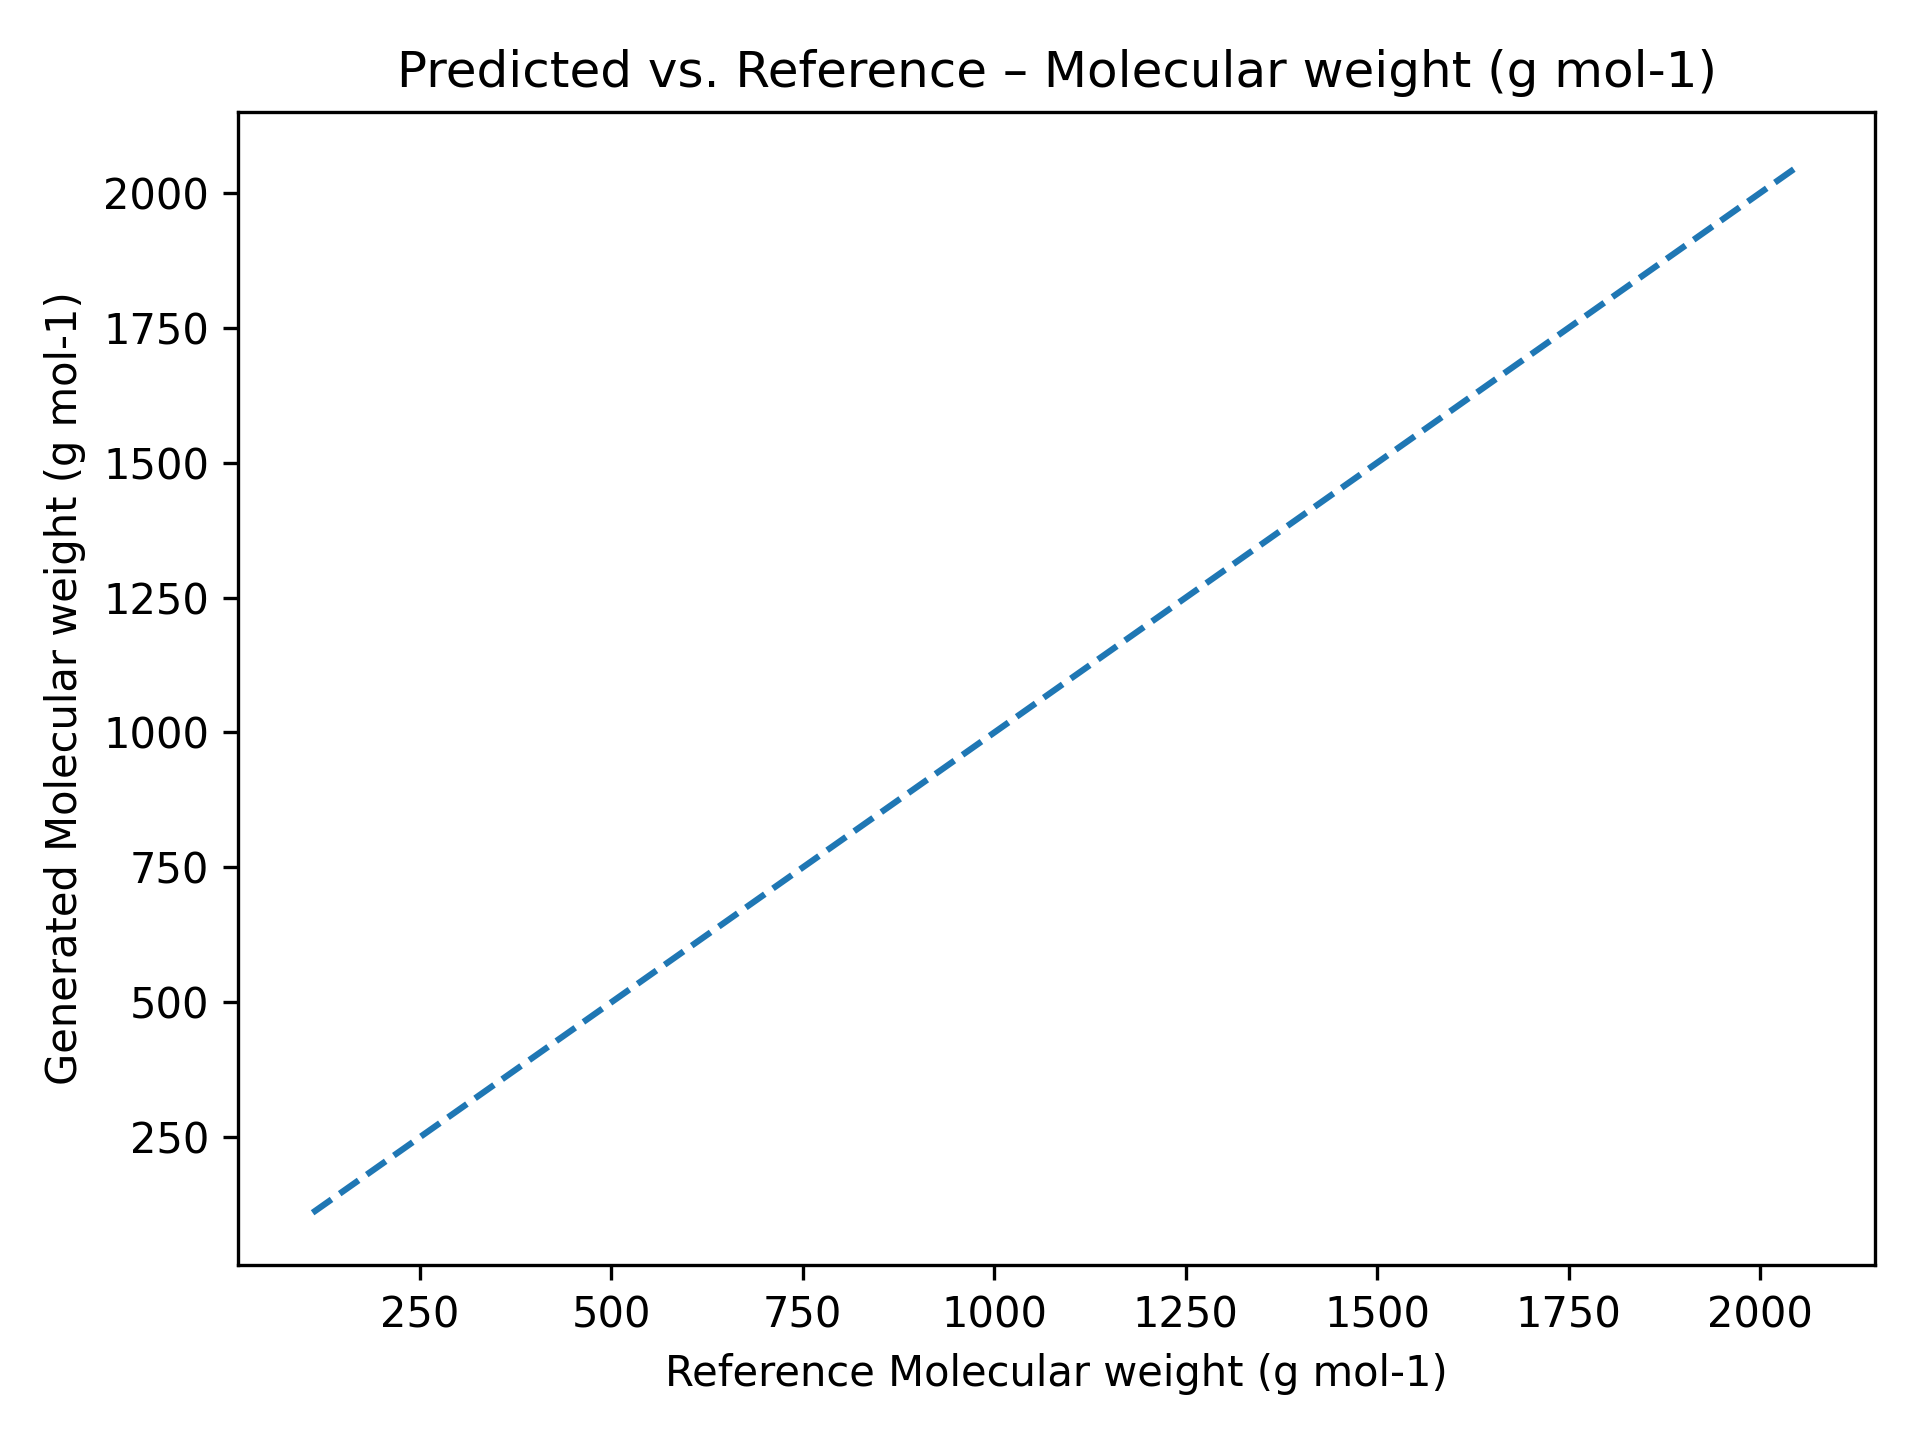 Predicted vs. Reference – Molecular weight (g mol-1)
Generated Molecular weight (g mol-1)
2000
1750
1500
1250
1000
750
500
250
250 500 750 1000 1250 1500 1750 2000
Reference Molecular weight (g mol-1)